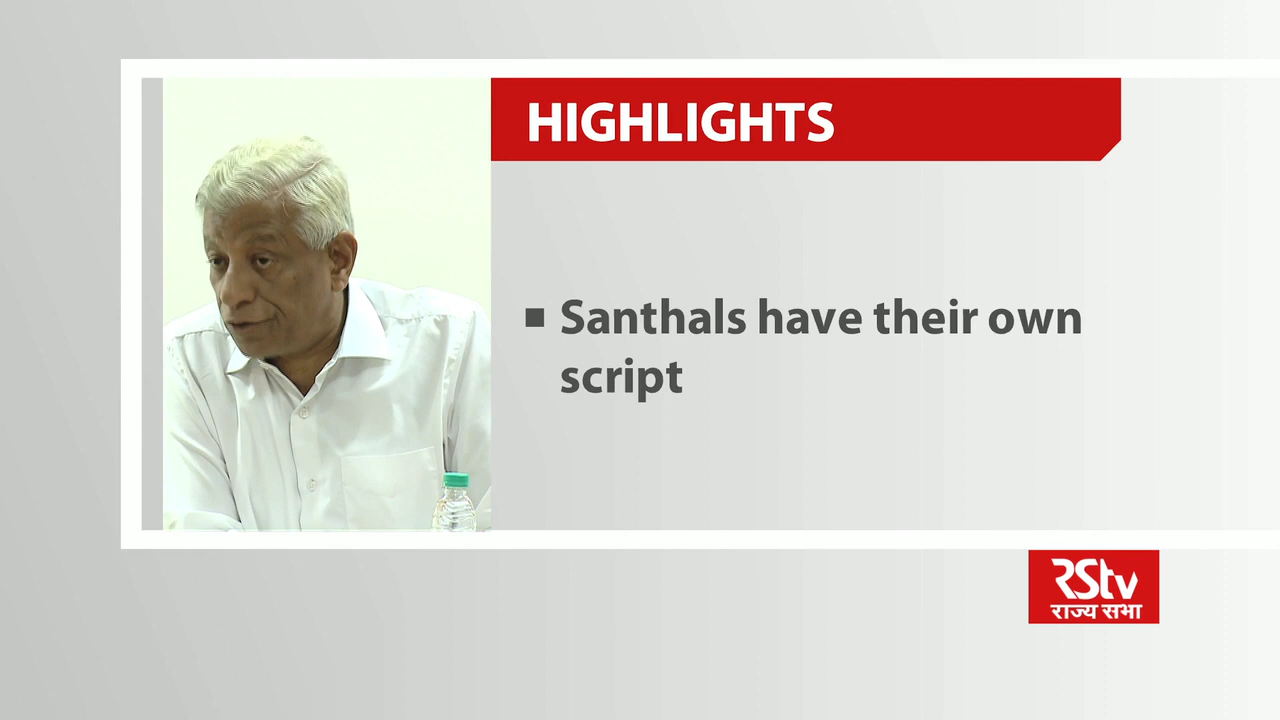 HIGHLIGHTS
Santhals have their own
script
RStv
राज्य सभा